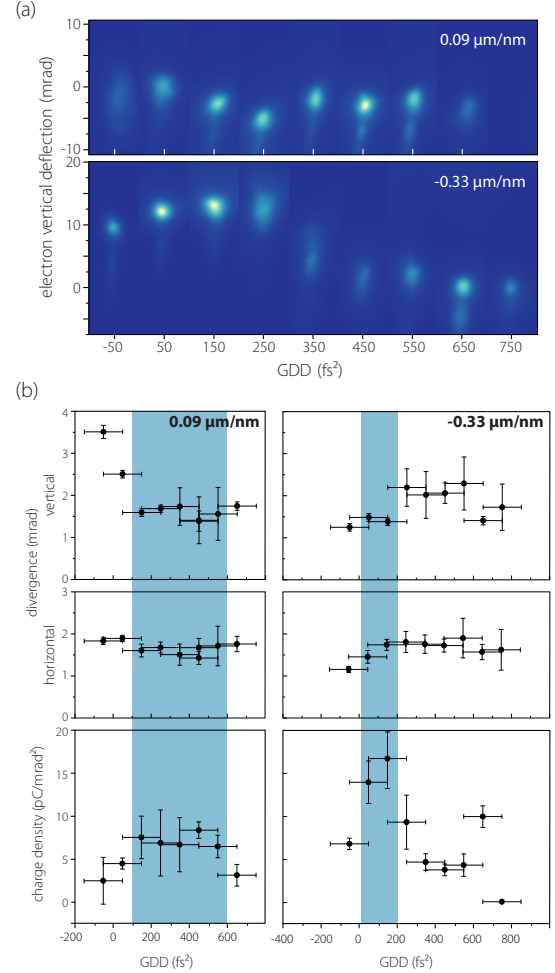 (a)
10
0.09 μm/nm
0
-10
20
-0.33 μm/nm
10
0
electron vertical deflection (mrad)
-50 50 150 250 350 450 550 650 750
GDD (fs²)
(b)
4
0.09 μm/nm
-0.33 μm/nm
3
2
1
0
vertical
divergence (mrad)
3
2
1
0
horizontal
20
15
10
5
0
charge density (pC/mrad²)
-200 0 200 400 600
-400 -200 0 200 400 600 800
GDD (fs²)
GDD (fs²)